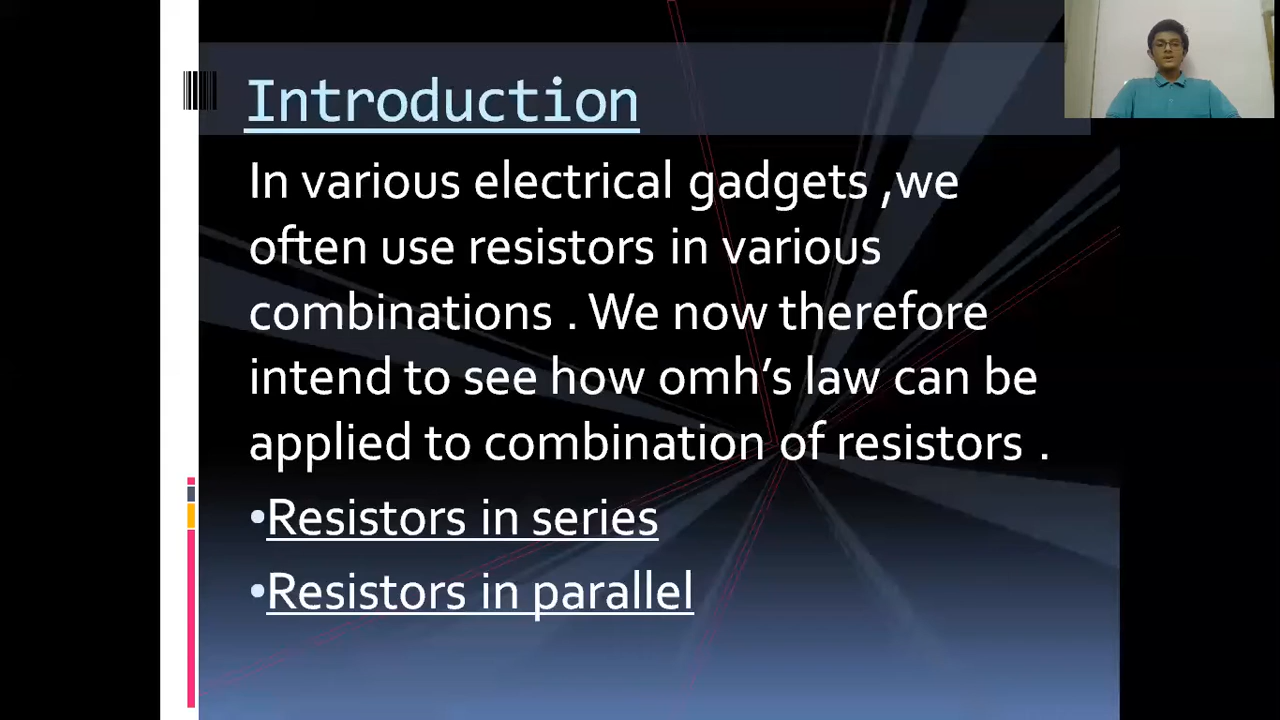 Introduction
In various electrical gadgets ,we
often use resistors in various
combinations . We now therefore
intend to see how omh’s law can be
applied to combination of resistors .
•Resistors in series
•Resistors in parallel